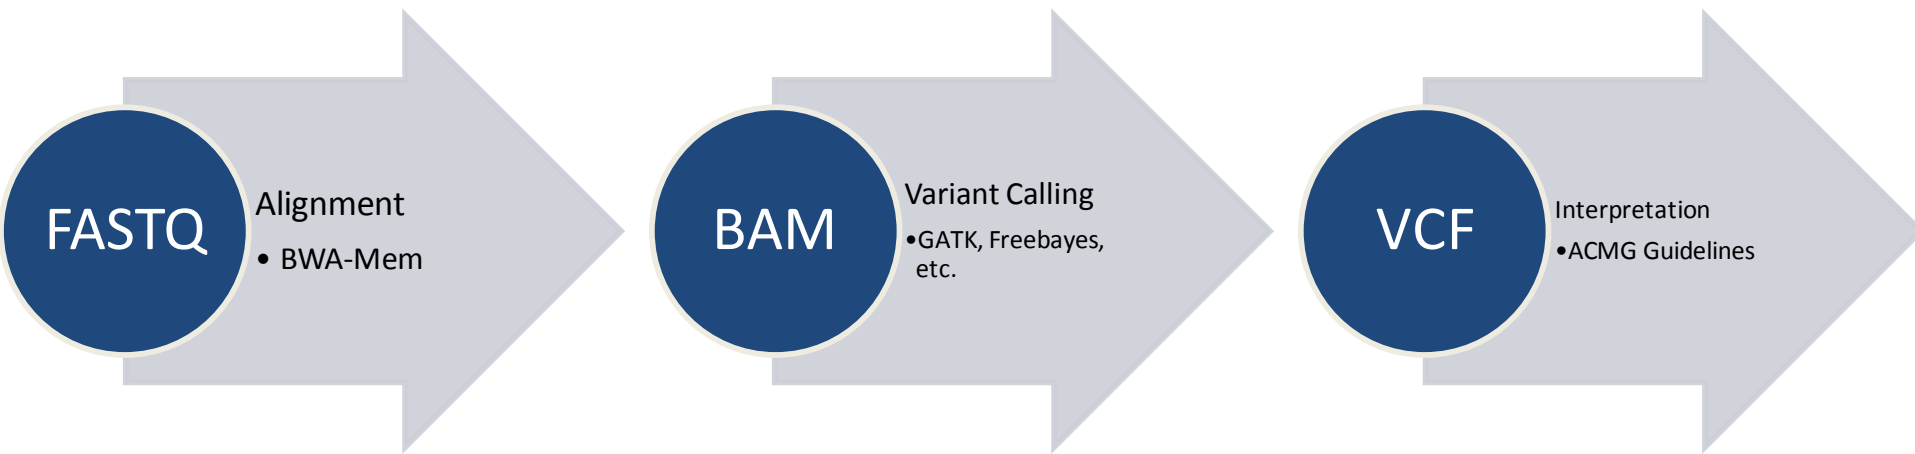 FASTQ
Alignment
• BWA-Mem
BAM
Variant Calling
•GATK, Freebayes,
etc.
VCF
Interpretation
•ACMG Guidelines